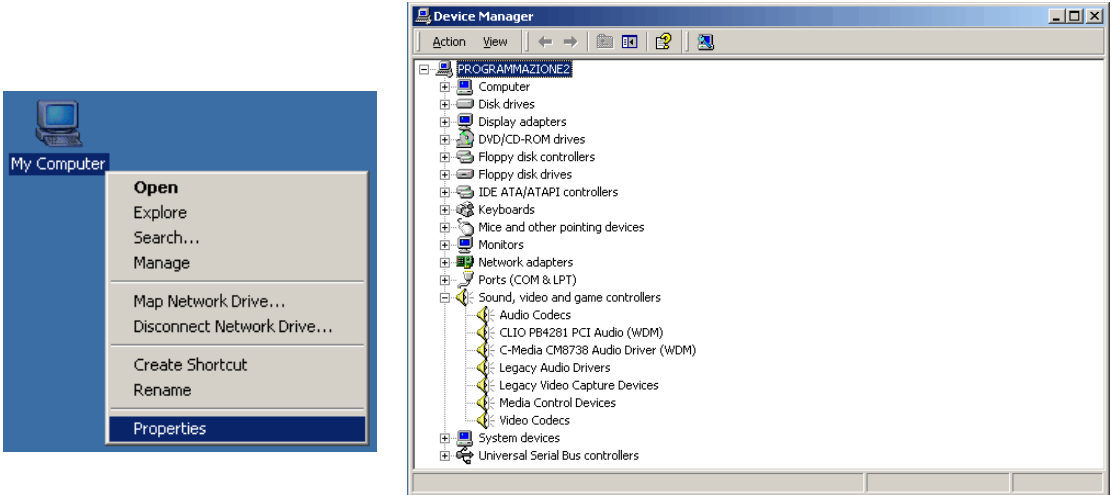 My Computer
Open
Explore
Search...
Manage
Map Network Drive...
Disconnect Network Drive...
Create Shortcut
Rename
Properties
Device Manager
Action View
PROGRAMMAZIONE2
Computer
Disk drives
Display adapters
DVD/CD-ROM drives
Floppy disk controllers
Floppy disk drives
IDE ATA/ATAPI controllers
Keyboards
Mice and other pointing devices
Monitors
Network adapters
Ports (COM & LPT)
Sound, video and game controllers
Audio Codecs
CLIO PB4281 PCI Audio (WDM)
C-Media CM8738 Audio Driver (WDM)
Legacy Audio Drivers
Legacy Video Capture Devices
Media Control Devices
Video Codecs
System devices
Universal Serial Bus controllers